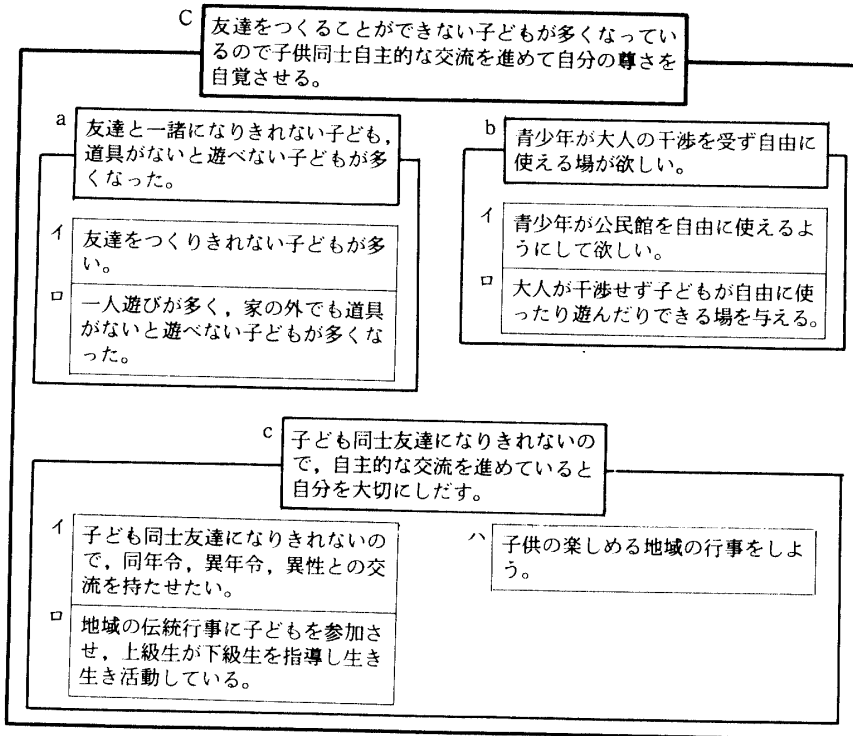 C
友達をつくることができない子どもが多くなってい
るので子供同士自主的な交流を進めて自分の尊さを
自覚させる。
a
友達と一諸になりきれない子ども，
道具がないと遊べない子どもが多
くなった。
イ
友達をつくりきれない子どもが多
い。
ロ
一人遊びが多く，家の外でも道具
がないと遊べない子どもが多くな
った。
b
青少年が大人の干渉を受ず自由に
使える場が欲しい。
イ
青少年が公民館を自由に使えるよ
うにして欲しい。
ロ
大人が干渉せず子どもが自由に使
ったり遊んだりできる場を与える。
c
子ども同士友達になりきれないの
で，自主的な交流を進めていると
自分を大切にしだす。
イ
子ども同士友達になりきれないの
で，同年令，異年令，異性との交
流を持たせたい。
ロ
地域の伝統行事に子どもを参加さ
せ，上級生が下級生を指導し生き
生き活動している。
ハ
子供の楽しめる地域の行事をしよ
う。